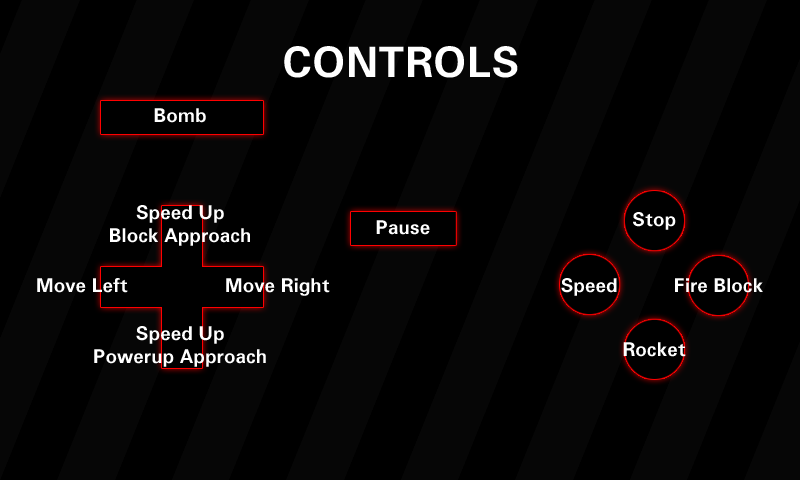 CONTROLS
Bomb
Speed Up
Block Approach
Pause
Stop
Move Left
Move Right
Speed
Fire Block
Speed Up
Powerup Approach
Rocket